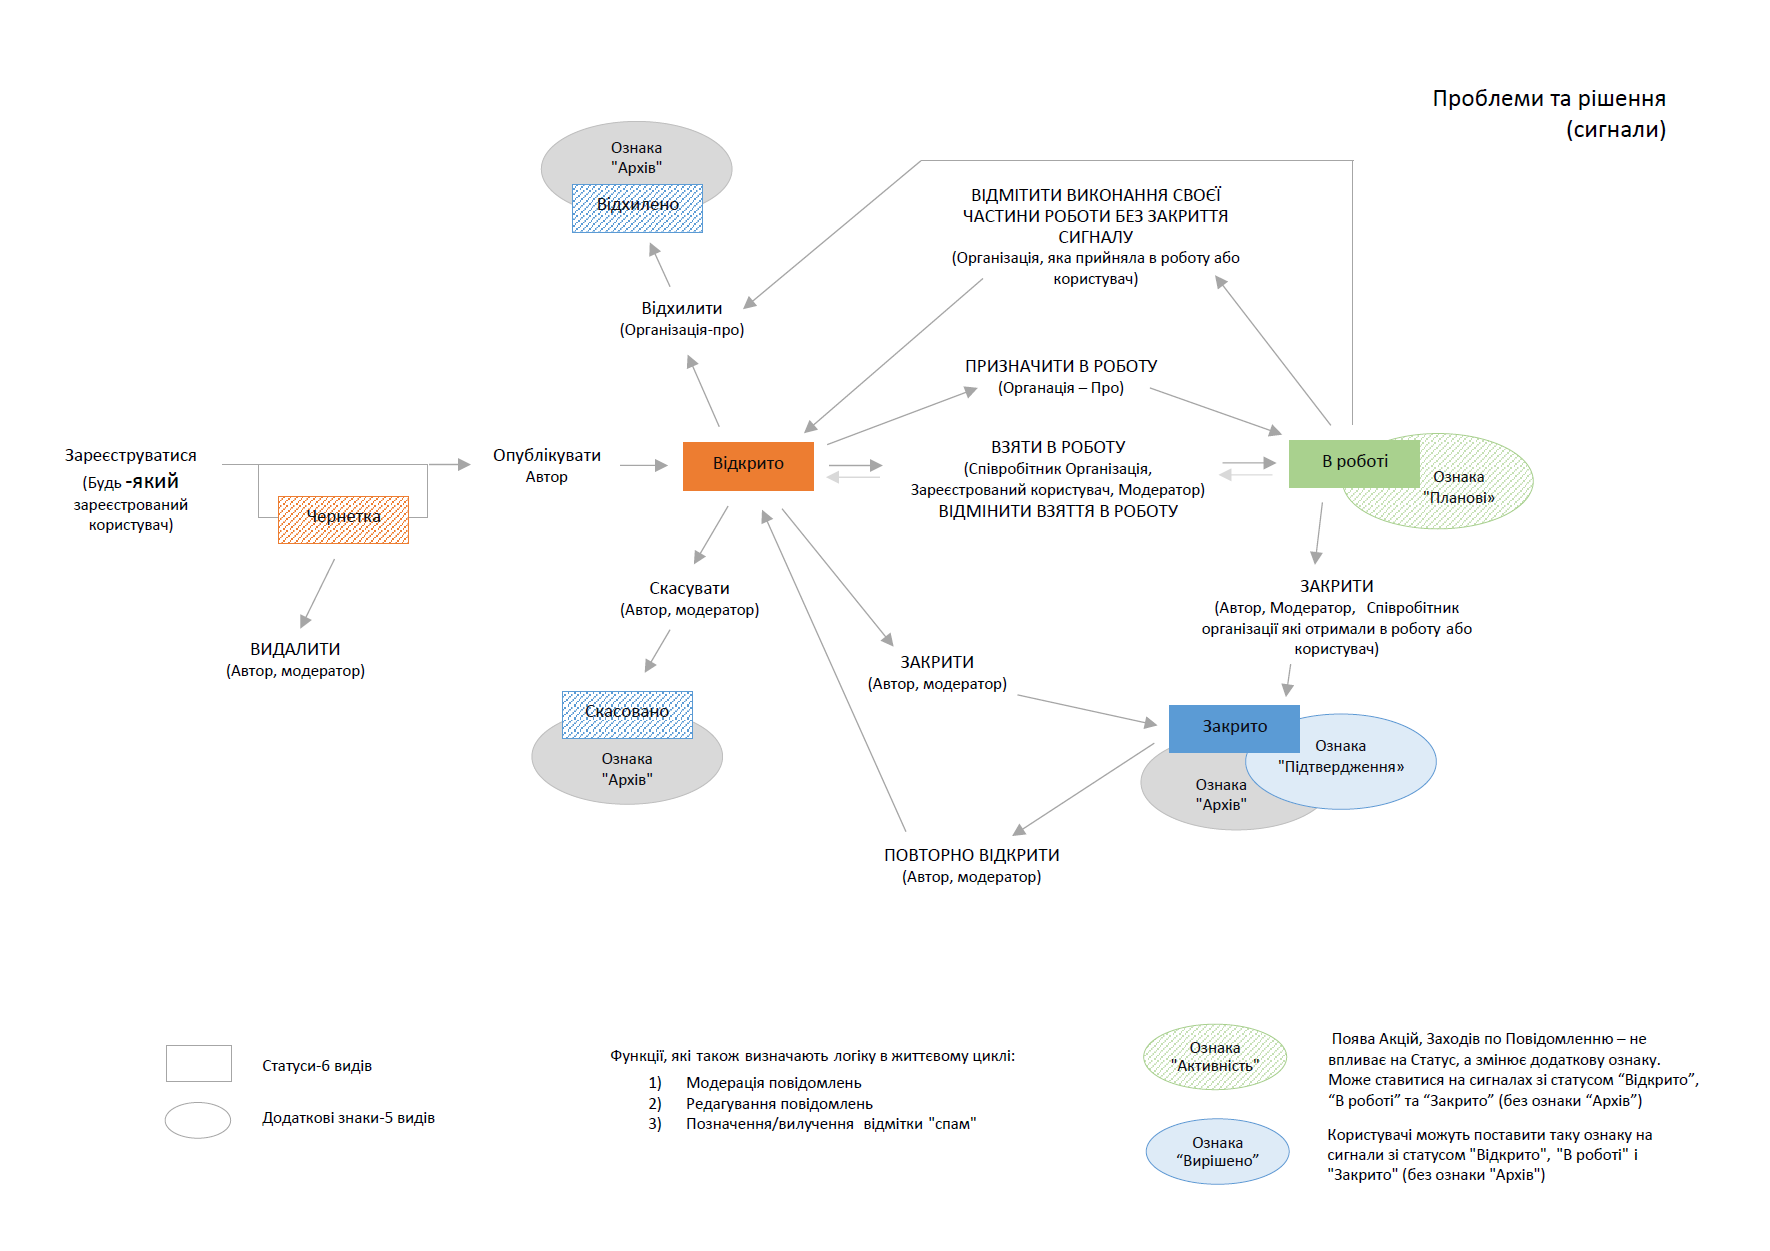 Проблеми та рішення
(сигнали)
Ознака
"Архів"
Відхилено
ВІДМІТИТИ ВИКОНАННЯ СВОЄЇ
ЧАСТИНИ РОБОТИ БЕЗ ЗАКРИТТЯ
СИГНАЛУ
(Організація, яка прийняла в роботу або
користувач)
Відхилити
(Організація-про)
ПРИЗНАЧИТИ В РОБОТУ
(Органація – Про)
Зареєструватися
(Будь -який
зареєстрований
користувач)
Чернетка
Опублікувати
Автор
Відкрито
ВЗЯТИ В РОБОТУ
(Співробітник Організація,
Зареєстрований користувач, Модератор)
ВІДМІНИТИ ВЗЯТТЯ В РОБОТУ
В роботі
Ознака
"Планові»
ВИДАЛИТИ
(Автор, модератор)
Скасувати
(Автор, модератор)
ЗАКРИТИ
(Автор, Модератор, Співробітник
організації які отримали в роботу або
користувач)
ЗАКРИТИ
(Автор, модератор)
Скасовано
Ознака
"Архів"
Закрито
Ознака
"Підтвердження»
Ознака
"Архів"
ПОВТОРНО ВІДКРИТИ
(Автор, модератор)
Статуси-6 видів
Додаткові знаки-5 видів
Функції, які також визначають логіку в життєвому циклі:
1) Модерація повідомлень
2) Редагування повідомлень
3) Позначення/вилучення відмітки "спам"
Ознака
"Активність"
Поява Акцій, Заходів по Повідомленню – не
впливає на Статус, а змінює додаткову ознаку.
Може ставитися на сигналах зі статусом “Відкрито”,
“В роботі” та “Закрито” (без ознаки “Архів”)
Ознака
“Вирішено”
Користувачі можуть поставити таку ознаку на
сигнали зі статусом "Відкрито", "В роботі" і
"Закрито" (без ознаки "Архів")